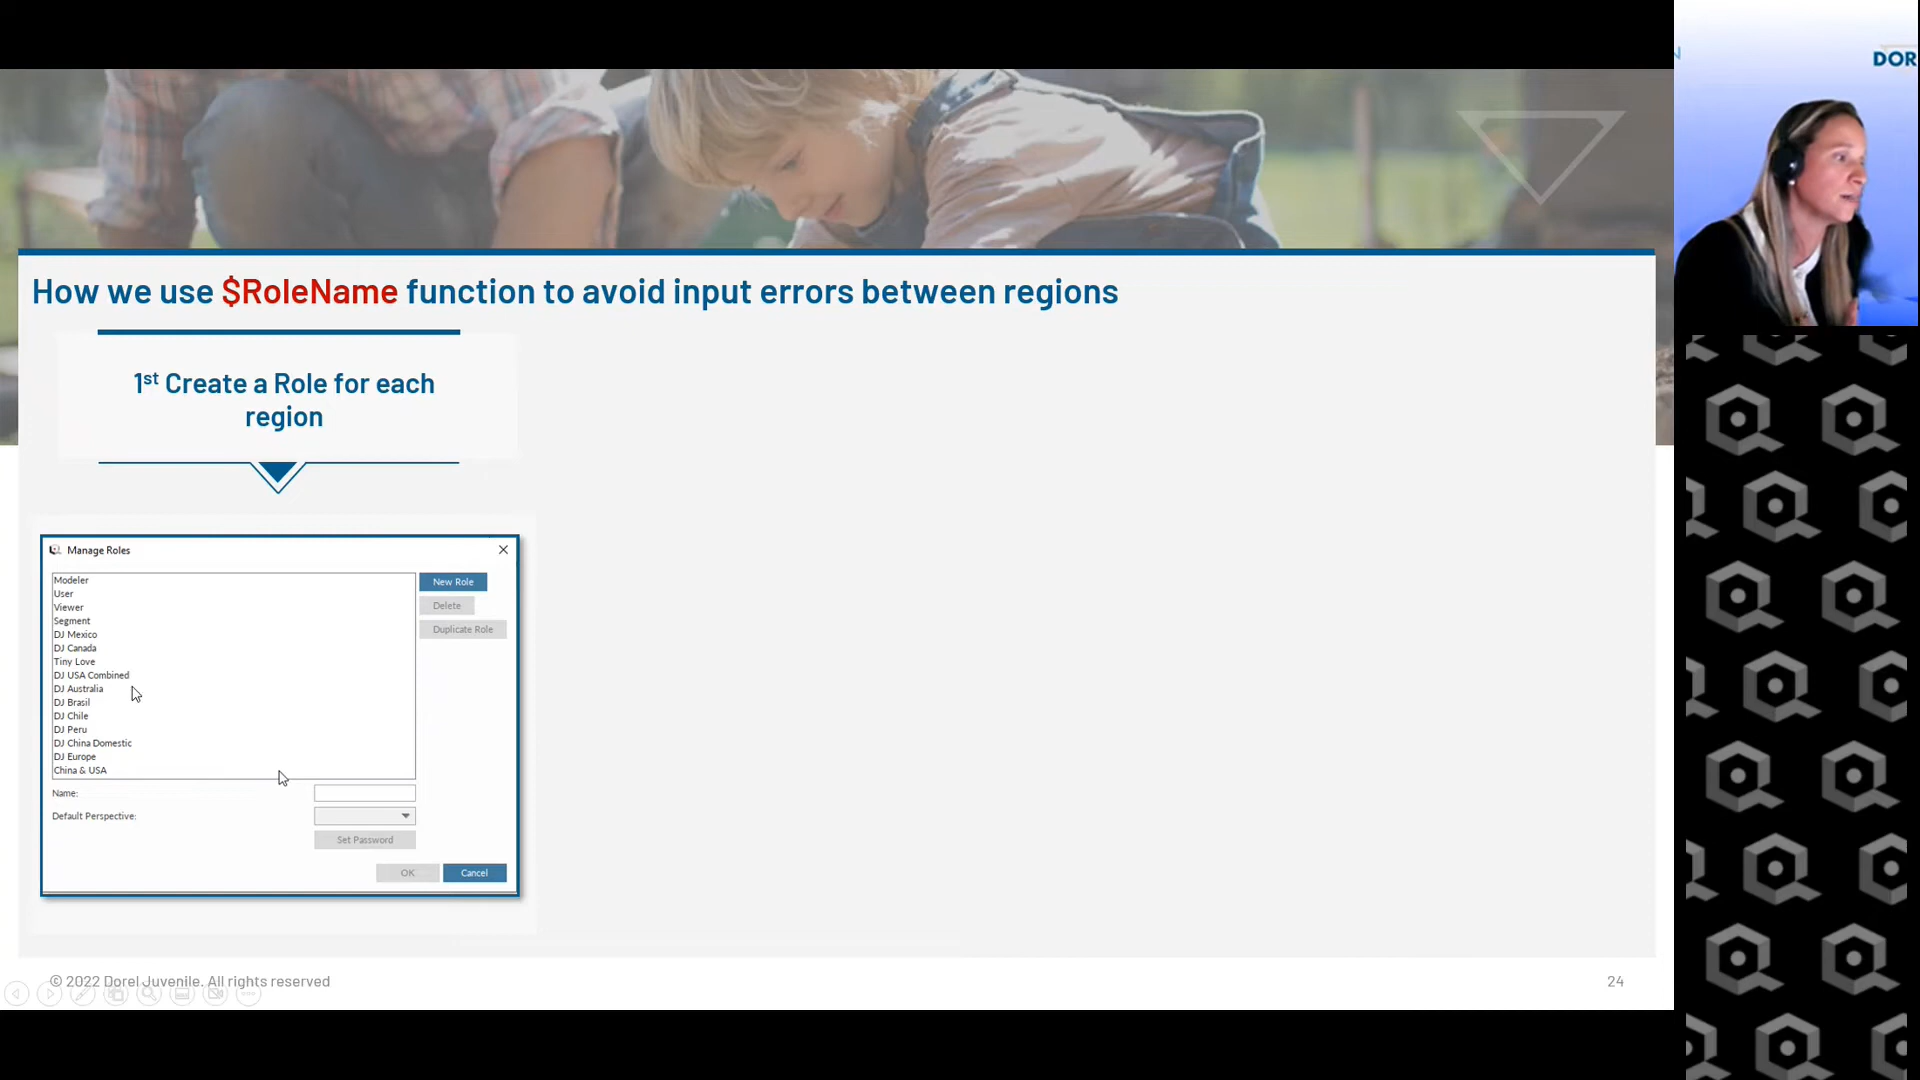 DOR
How we use $RoleName function to avoid input errors between regions
1st Create a Role for each
region
Manage Roles
Modeler
User
Viewer
Segment
DJ Mexico
DJ Canada
Tiny Love
DJ USA Combined
DJ Australia
DJ Brasil
DJ Chile
DJ Peru
DJ China Domestic
DJ Europe
China & USA
New Role
Delete
Duplicate Role
Name:
Default Perspective:
Set Password
OK
Cancel
© 2022 Dorel Juvenile. All rights reserved
24